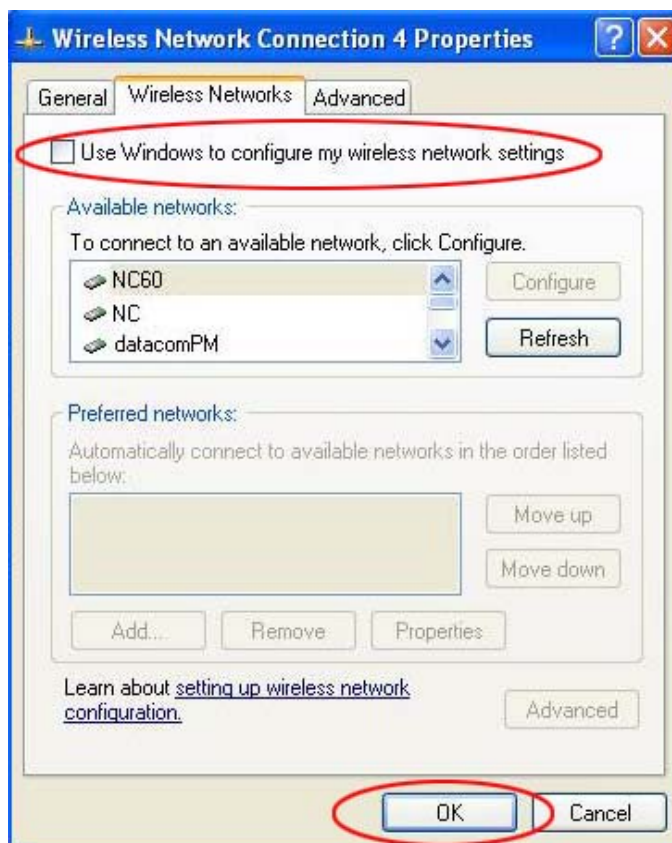 Wireless Network Connection 4 Properties
General Wireless Networks Advanced
Use Windows to configure my wireless network settings
Available networks:
To connect to an available network, click Configure.
NC60
NC
datacomPM
Configure
Refresh
Preferred networks:
Automatically connect to available networks in the order listed
below:
Move up
Move down
Add... Remove Properties
Learn about setting up wireless network
configuration.
Advanced
OK Cancel